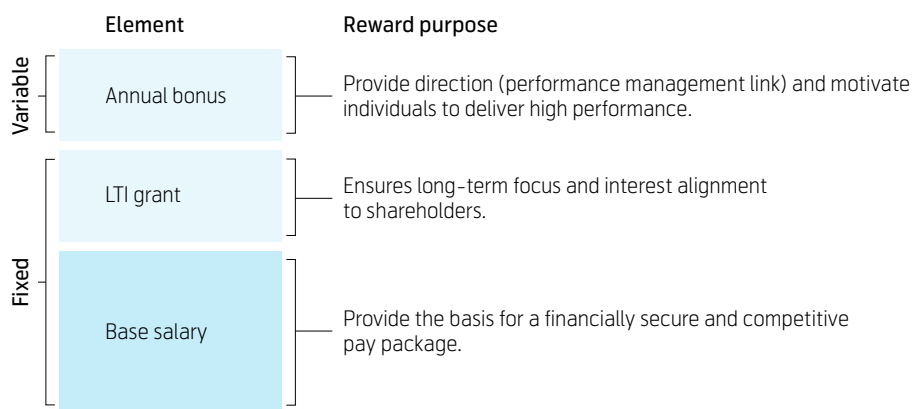 Element Reward purpose
Variable
Annual bonus
Provide direction (performance management link) and motivate
individuals to deliver high performance.
Fixed
LTI grant
Ensures long-term focus and interest alignment
to shareholders.
Base salary
Provide the basis for a financially secure and competitive
pay package.